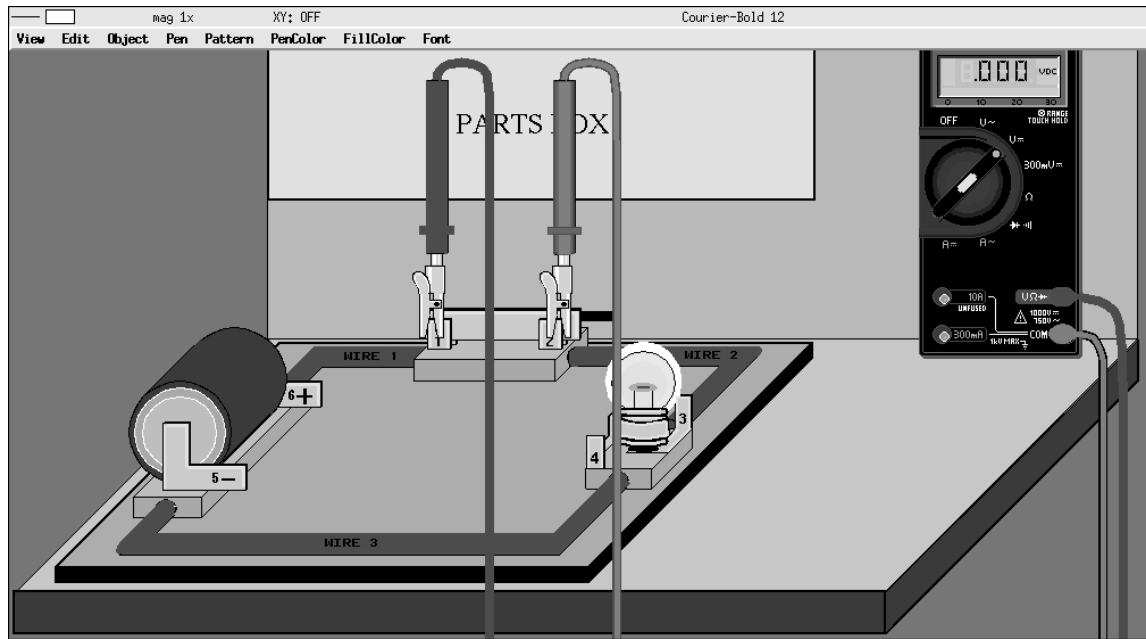 mag 1x XY: OFF Courier-Bold 12
View Edit Object Pen Pattern PenColor FillColor Font
.000 VDC
0 10 20 30
PARTS BOX
⦿ RANGE
TOUCH HOLD
OFF V~
V⎓
300mV⎓
Ω
A⎓ A~
10A VΩ
UNFUSED
1000V⎓
750V~
300mA COM
1kV MAX
1 2
WIRE 1 WIRE 2
6+
3
4
5−
WIRE 3